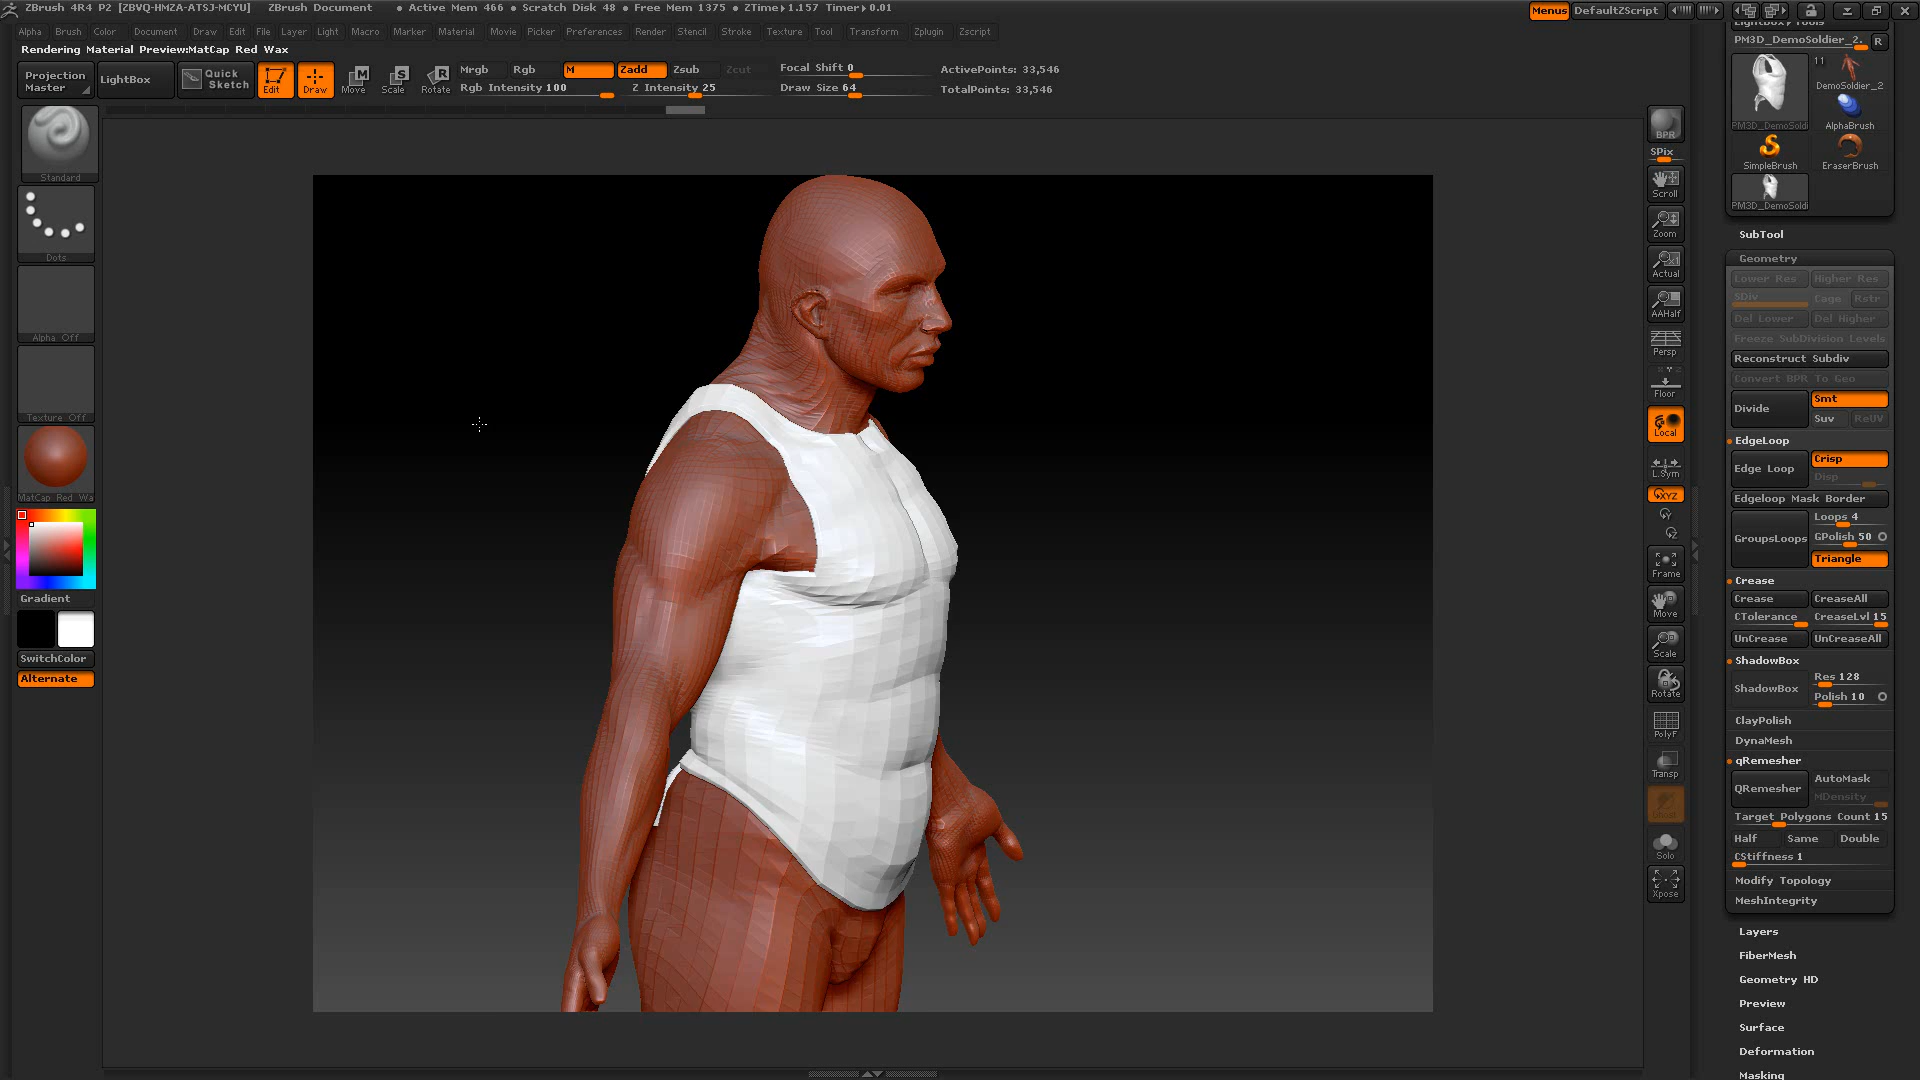 ZBrush 4R4 P2 [ZBVQ-HMZA-ATSJ-MCYU] ZBrush Document • Active Mem 466 • Scratch Disk 48 • Free Mem 1375 • ZTime▸1.157 Timer▸0.01 Menus DefaultZScript
Alpha Brush Color Document Draw Edit File Layer Light Macro Marker Material Movie Picker Preferences Render Stencil Stroke Texture Tool Transform Zplugin Zscript
Rendering Material Preview:MatCap Red Wax
Projection Master
LightBox
Quick Sketch
Edit
Draw
Move
Scale
Rotate
Mrgb Rgb M Zadd Zsub Zcut
Rgb Intensity 100 Z Intensity 25
Focal Shift 0
Draw Size 64
ActivePoints: 33,546
TotalPoints: 33,546
Standard
Dots
Alpha Off
Texture Off
MatCap Red Wa
Gradient
SwitchColor
Alternate
BPR
SPix
Scroll
Zoom
Actual
AAHalf
Persp
Floor
Local
L.Sym
XYZ
Y
Z
Frame
Move
Scale
Rotate
PolyF
Transp
Solo
Xpose
LightBox▸Tools
PM3D_DemoSoldier_2. R
11
DemoSoldier_2
PM3D_DemoSoldi
AlphaBrush
SimpleBrush EraserBrush
PM3D_DemoSoldi
SubTool
Geometry
Lower Res Higher Res
SDiv Cage Rstr
Del Lower Del Higher
Freeze SubDivision Levels
Reconstruct Subdiv
Convert BPR To Geo
Divide Smt
Suv RelUV
EdgeLoop
Edge Loop Crisp
Disp
Edgeloop Mask Border
GroupsLoops Loops 4
GPolish 50
Triangle
Crease
Crease CreaseAll
CTolerance CreaseLvl 15
UnCrease UnCreaseAll
ShadowBox
ShadowBox Res 128
Polish 10
ClayPolish
DynaMesh
qRemesher
QRemesher AutoMask
MDensity
Target Polygons Count 15
Half Same Double
CStiffness 1
Modify Topology
MeshIntegrity
Layers
FiberMesh
Geometry HD
Preview
Surface
Deformation
Masking